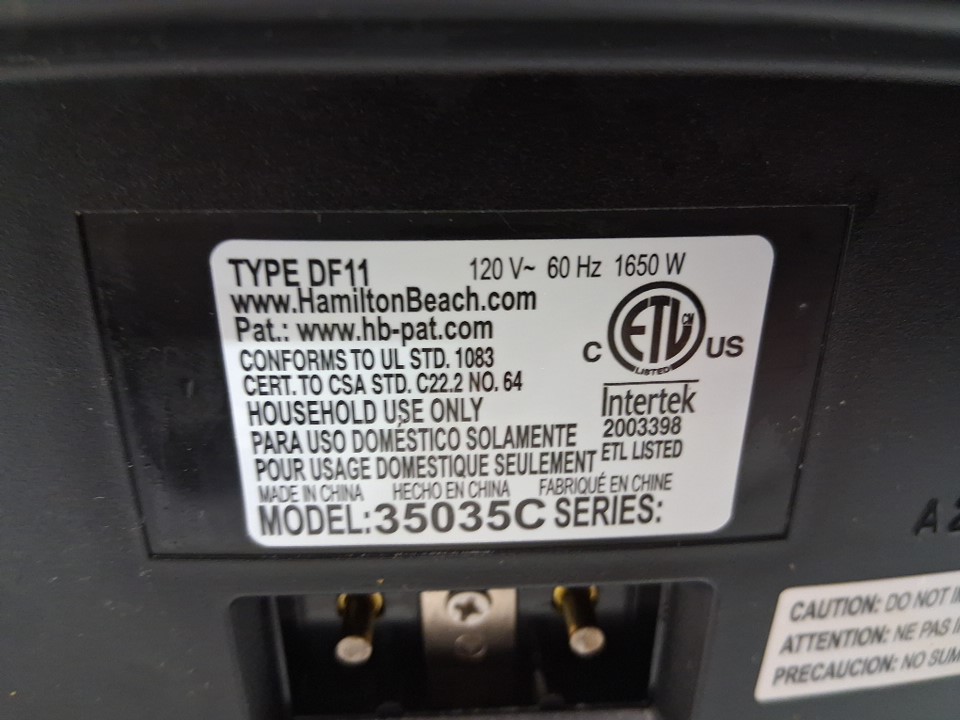 TYPE DF11 120 V~ 60 Hz 1650 W
www.HamiltonBeach.com
Pat.: www.hb-pat.com
CONFORMS TO UL STD. 1083
CERT. TO CSA STD. C22.2 NO. 64
HOUSEHOLD USE ONLY
PARA USO DOMÉSTICO SOLAMENTE
POUR USAGE DOMESTIQUE SEULEMENT
MADE IN CHINA HECHO EN CHINA FABRIQUÉ EN CHINE
MODEL: 35035C SERIES:
C ETL CM US
LISTED
Intertek
2003398
ETL LISTED
CAUTION: DO NOT
ATTENTION: NE PAS
PRECAUCION: NO